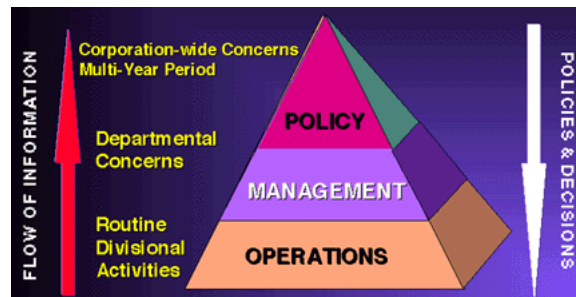 FLOW OF INFORMATION
Corporation-wide Concerns
Multi-Year Period
Departmental
Concerns
Routine
Divisional
Activities
POLICY
MANAGEMENT
OPERATIONS
POLICIES & DECISIONS